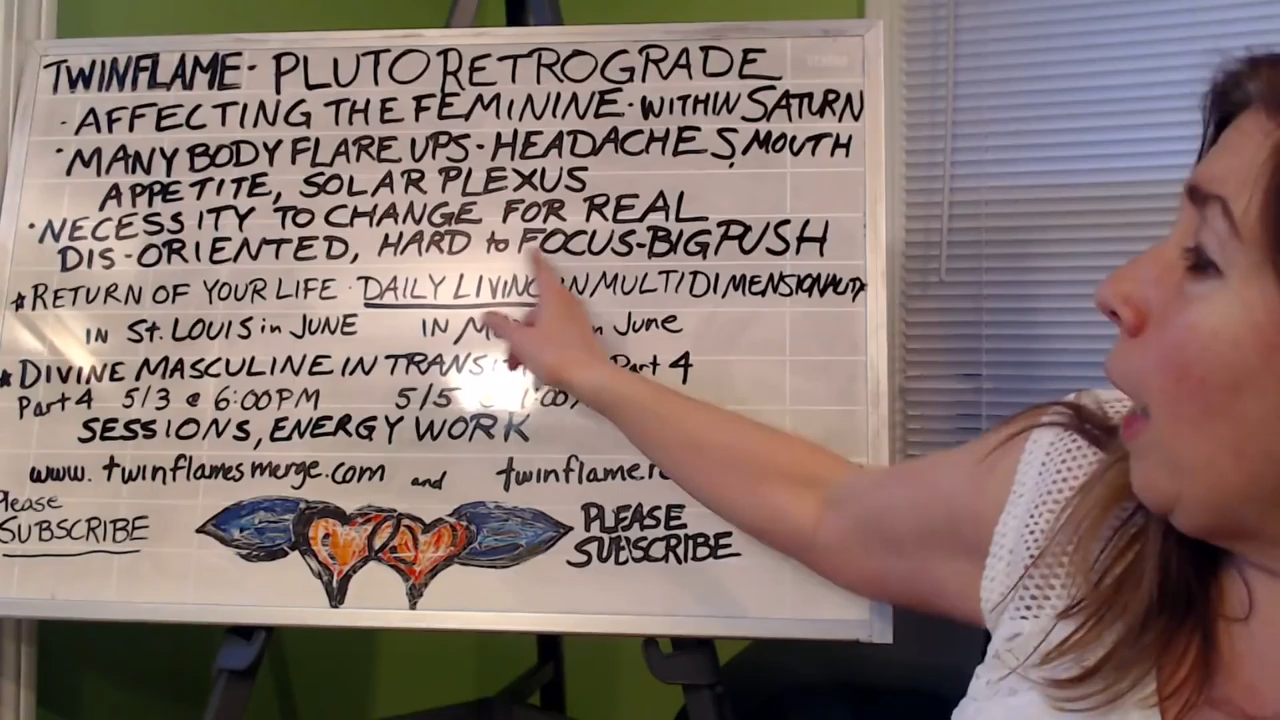 TWINFLAME - PLUTO RETROGRADE
· AFFECTING THE FEMININE · WITHIN SATURN
· MANY BODY FLARE UPS - HEADACHES, MOUTH
APPETITE, SOLAR PLEXUS
· NECESSITY TO CHANGE FOR REAL
DIS-ORIENTED, HARD to FOCUS-BIG PUSH
* RETURN OF YOUR LIFE · DAILY LIVING IN MULTIDIMENSIONALITY
IN St. LOUIS in JUNE IN in June
* DIVINE MASCULINE IN Part 4
Part 4 5/3 @ 6:00PM 5/5
SESSIONS, ENERGY WORK
www.twinflamesmerge.com and
Please
SUBSCRIBE
PLEASE
SUBSCRIBE